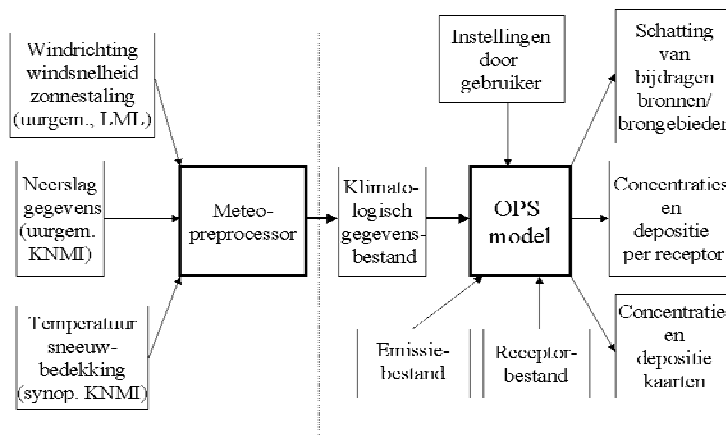 Windrichting
windsnelheid
zonnestaling
(uurgem., LML)
Neerslag
gegevens
(uurgem.
KNMI)
Temperatuur
sneeuw-
bedekking
(synop. KNMI)
Meteo-
preprocessor
Klimato-
logisch
gegevens-
bestand
Instellingen
door
gebruiker
OPS
model
Emissie-
bestand
Receptor-
bestand
Schatting
van
bijdragen
bronnen/
brongebieden
Concentraties
en
depositie
per receptor
Concentraties
en
depositie
kaarten